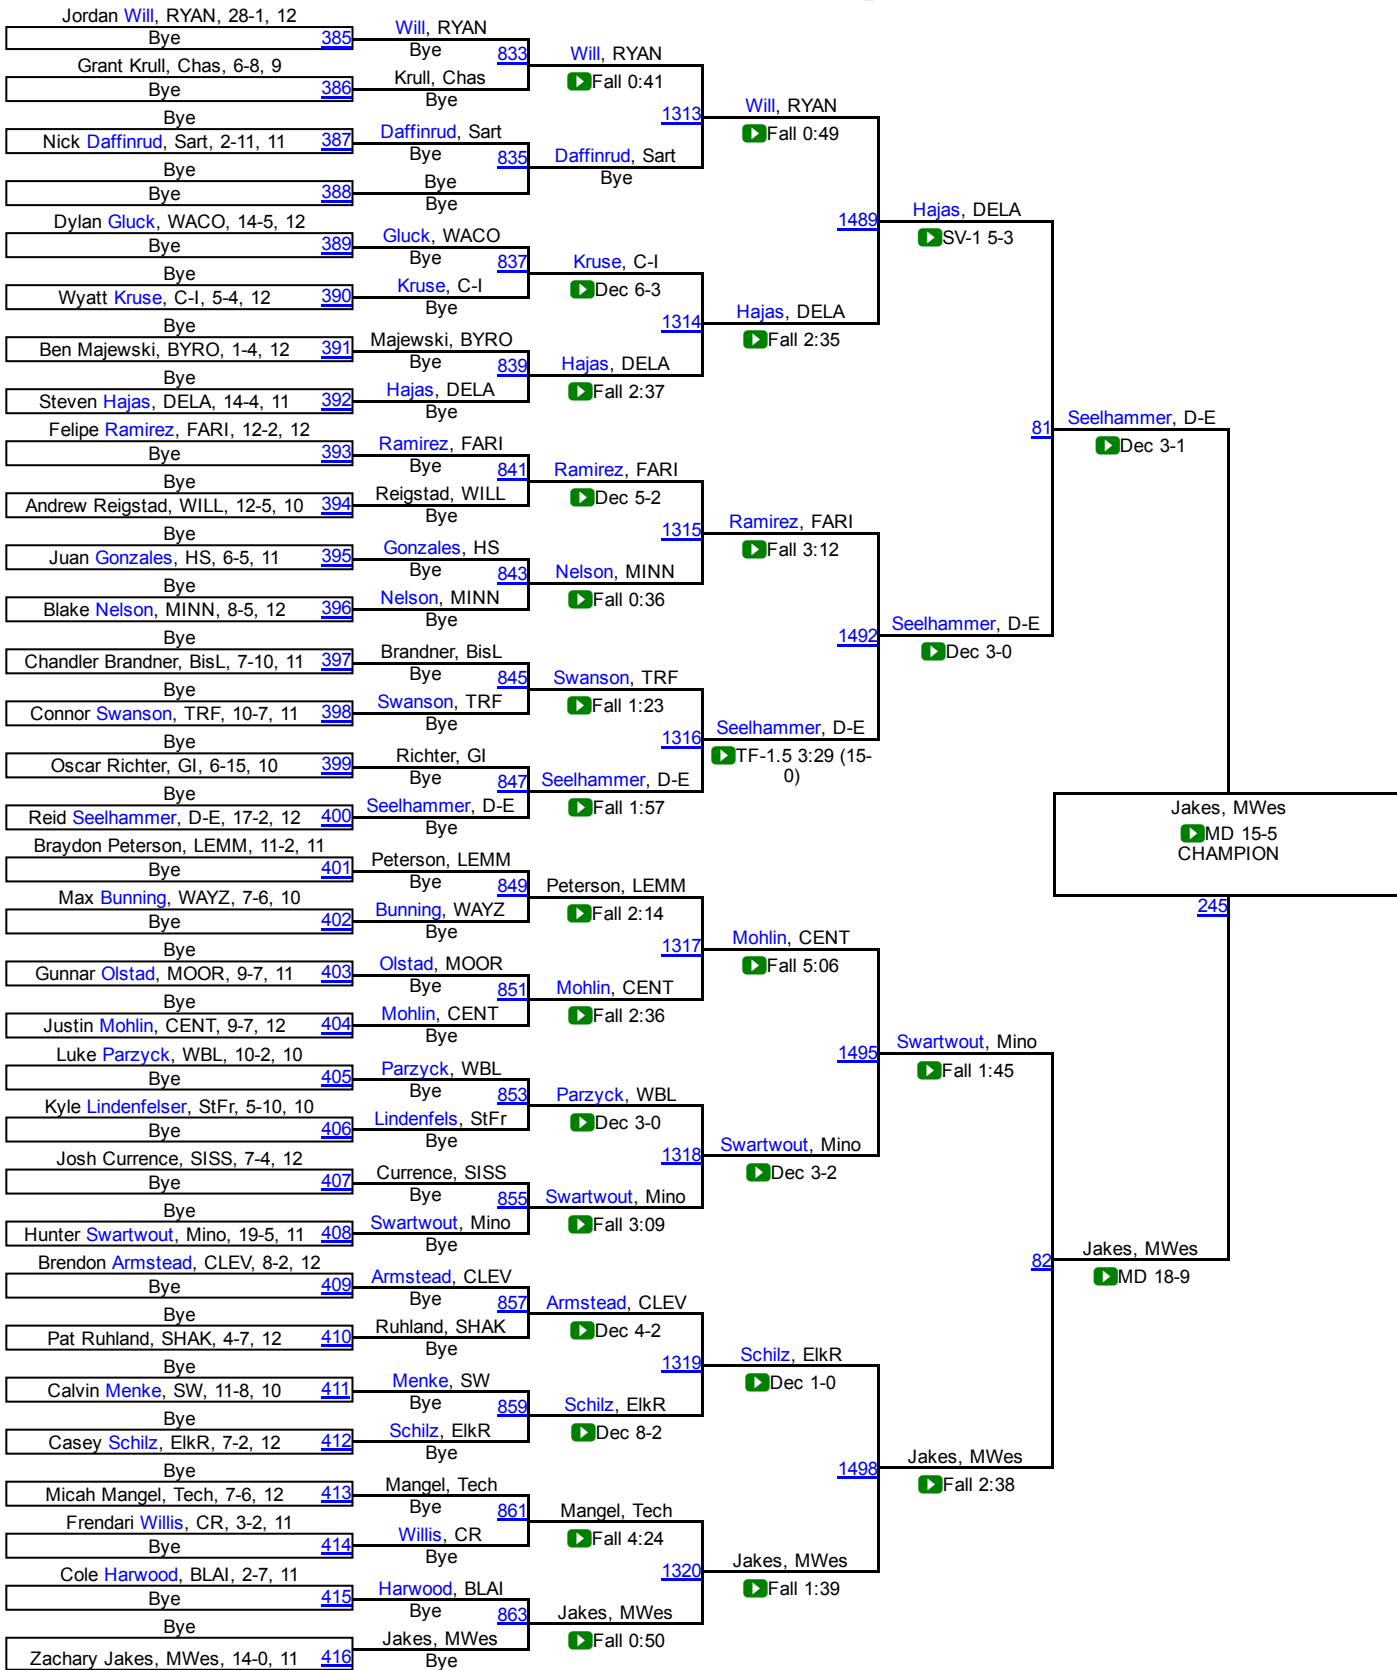 Jordan Will, RYAN, 28-1, 12
Bye 385
Grant Krull, Chas, 6-8, 9
Bye 386
Bye
Nick Daffinrud, Sart, 2-11, 11 387
Bye
Bye 388
Dylan Gluck, WACO, 14-5, 12
Bye 389
Bye
Wyatt Kruse, C-I, 5-4, 12 390
Bye
Ben Majewski, BYRO, 1-4, 12 391
Bye
Steven Hajas, DELA, 14-4, 11 392
Felipe Ramirez, FARI, 12-2, 12
Bye 393
Bye
Andrew Reigstad, WILL, 12-5, 10 394
Bye
Juan Gonzales, HS, 6-5, 11 395
Bye
Blake Nelson, MINN, 8-5, 12 396
Bye
Chandler Brandner, BisL, 7-10, 11 397
Bye
Connor Swanson, TRF, 10-7, 11 398
Bye
Oscar Richter, GI, 6-15, 10 399
Bye
Reid Seelhammer, D-E, 17-2, 12 400
Braydon Peterson, LEMM, 11-2, 11
Bye 401
Max Bunning, WAYZ, 7-6, 10
Bye 402
Bye
Gunnar Olstad, MOOR, 9-7, 11 403
Bye
Justin Mohlin, CENT, 9-7, 12 404
Luke Parzyck, WBL, 10-2, 10
Bye 405
Kyle Lindenfelser, StFr, 5-10, 10
Bye 406
Josh Currence, SISS, 7-4, 12
Bye 407
Bye
Hunter Swartwout, Mino, 19-5, 11 408
Brendon Armstead, CLEV, 8-2, 12
Bye 409
Bye
Pat Ruhland, SHAK, 4-7, 12 410
Bye
Calvin Menke, SW, 11-8, 10 411
Bye
Casey Schilz, ElkR, 7-2, 12 412
Bye
Micah Mangel, Tech, 7-6, 12 413
Frendari Willis, CR, 3-2, 11
Bye 414
Cole Harwood, BLAI, 2-7, 11
Bye 415
Bye
Zachary Jakes, MWes, 14-0, 11 416
Will, RYAN
Bye 833
Krull, Chas
Bye
Daffinrud, Sart
Bye 835
Bye
Bye
Gluck, WACO
Bye 837
Kruse, C-I
Bye
Majewski, BYRO
Bye 839
Hajas, DELA
Bye
Ramirez, FARI
Bye 841
Reigstad, WILL
Bye
Gonzales, HS
Bye 843
Nelson, MINN
Bye
Brandner, BisL
Bye 845
Swanson, TRF
Bye
Richter, GI
Bye 847
Seelhammer, D-E
Bye
Peterson, LEMM
Bye 849
Bunning, WAYZ
Bye
Olstad, MOOR
Bye 851
Mohlin, CENT
Bye
Parzyck, WBL
Bye 853
Lindenfels, StFr
Bye
Currence, SISS
Bye 855
Swartwout, Mino
Bye
Armstead, CLEV
Bye 857
Ruhland, SHAK
Bye
Menke, SW
Bye 859
Schilz, ElkR
Bye
Mangel, Tech
Bye 861
Willis, CR
Bye
Harwood, BLAI
Bye 863
Jakes, MWes
Bye
Will, RYAN
Fall 0:41
1313
Daffinrud, Sart
Bye
Kruse, C-I
Dec 6-3
1314
Hajas, DELA
Fall 2:37
Ramirez, FARI
Dec 5-2
1315
Nelson, MINN
Fall 0:36
Swanson, TRF
Fall 1:23
1316
Seelhammer, D-E
Fall 1:57
Peterson, LEMM
Fall 2:14
1317
Mohlin, CENT
Fall 2:36
Parzyck, WBL
Dec 3-0
1318
Swartwout, Mino
Fall 3:09
Armstead, CLEV
Dec 4-2
1319
Schilz, ElkR
Dec 8-2
Mangel, Tech
Fall 4:24
1320
Jakes, MWes
Fall 0:50
Will, RYAN
Fall 0:49
1489
Hajas, DELA
Fall 2:35
Ramirez, FARI
Fall 3:12
1492
Seelhammer, D-E
TF-1.5 3:29 (15-
0)
Mohlin, CENT
Fall 5:06
1495
Swartwout, Mino
Dec 3-2
Schilz, ElkR
Dec 1-0
1498
Jakes, MWes
Fall 1:39
Hajas, DELA
SV-1 5-3
81
Seelhammer, D-E
Dec 3-0
Swartwout, Mino
Fall 1:45
82
Jakes, MWes
Fall 2:38
Seelhammer, D-E
Dec 3-1
Jakes, MWes
MD 18-9
Jakes, MWes
MD 15-5
CHAMPION
245